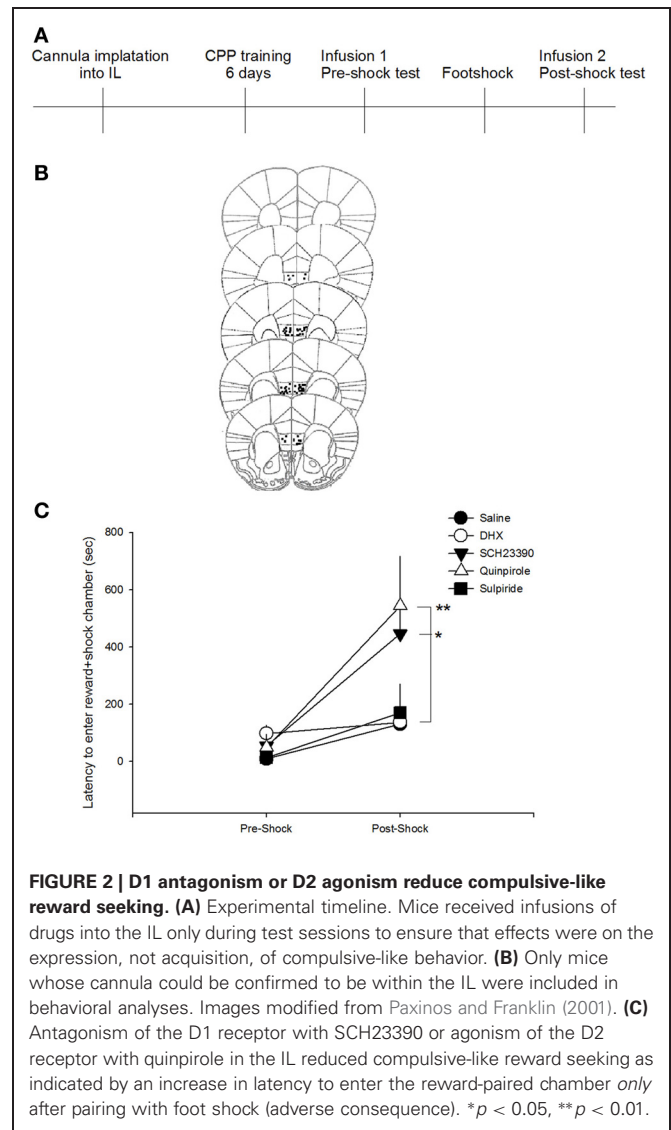 A
Cannula implatation into IL
CPP training 6 days
Infusion 1 Pre-shock test
Footshock
Infusion 2 Post-shock test
B
C
Latency to enter reward+shock chamber (sec)
800
600
400
200
0
Pre-Shock
Post-Shock
Saline
DHX
SCH23390
Quinpirole
Sulpiride
**
*
FIGURE 2 | D1 antagonism or D2 agonism reduce compulsive-like
reward seeking. (A) Experimental timeline. Mice received infusions of
drugs into the IL only during test sessions to ensure that effects were on the
expression, not acquisition, of compulsive-like behavior. (B) Only mice
whose cannula could be confirmed to be within the IL were included in
behavioral analyses. Images modified from Paxinos and Franklin (2001). (C)
Antagonism of the D1 receptor with SCH23390 or agonism of the D2
receptor with quinpirole in the IL reduced compulsive-like reward seeking as
indicated by an increase in latency to enter the reward-paired chamber only
after pairing with foot shock (adverse consequence). *p < 0.05, **p < 0.01.